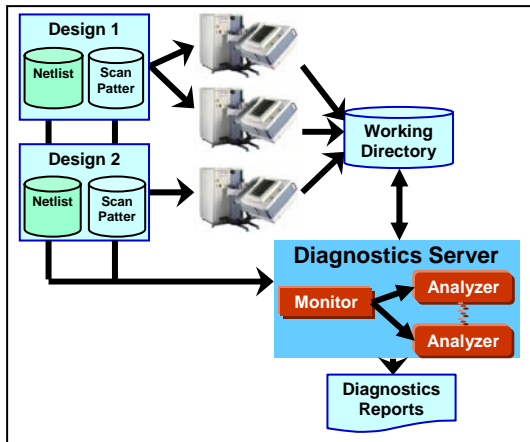 Design 1
Netlist
Scan
Patter
Working
Directory
Design 2
Netlist
Scan
Patter
Diagnostics Server
Monitor
Analyzer
Analyzer
Diagnostics
Reports